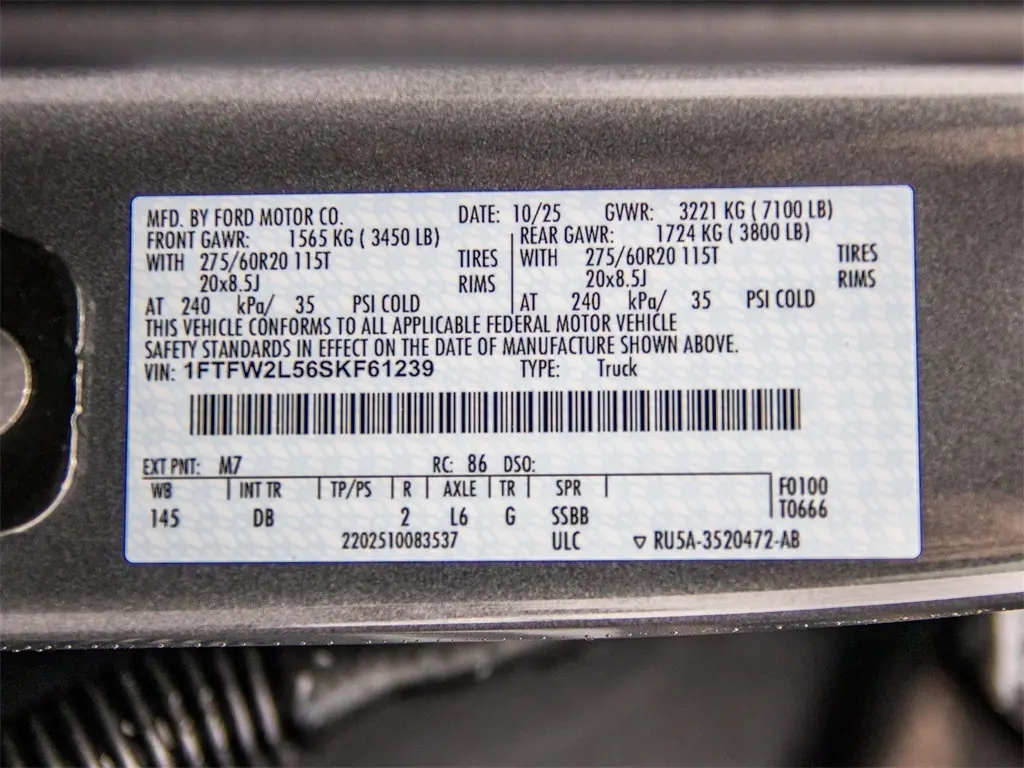 MFD. BY FORD MOTOR CO. DATE: 10/25 GVWR: 3221 KG ( 7100 LB)
FRONT GAWR: 1565 KG ( 3450 LB) REAR GAWR: 1724 KG ( 3800 LB)
WITH 275/60R20 115T TIRES WITH 275/60R20 115T TIRES
20x8.5J RIMS 20x8.5J RIMS
AT 240 kPa/ 35 PSI COLD AT 240 kPa/ 35 PSI COLD
THIS VEHICLE CONFORMS TO ALL APPLICABLE FEDERAL MOTOR VEHICLE
SAFETY STANDARDS IN EFFECT ON THE DATE OF MANUFACTURE SHOWN ABOVE.
VIN: 1FTFW2L56SKF61239 TYPE: Truck
EXT PNT: M7 RC: 86 DSO:
WB INT TR TP/PS R AXLE TR SPR F0100
145 DB 2 L6 G SSBB T0666
2202510083537 ULC ▽ RU5A-3520472-AB